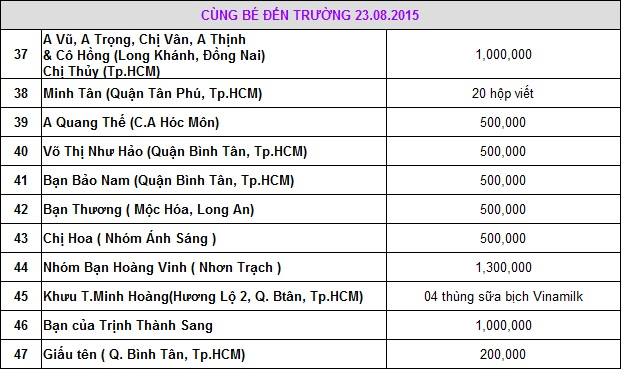 CÙNG BÉ ĐẾN TRƯỜNG 23.08.2015
37 A Vũ, A Trọng, Chị Vân, A Thịnh
& Cô Hồng (Long Khánh, Đồng Nai) 1,000,000
Chị Thủy (Tp.HCM)
38 Minh Tân (Quận Tân Phú, Tp.HCM) 20 hộp viết
39 A Quang Thế (C.A Hóc Môn) 500,000
40 Võ Thị Như Hảo (Quận Bình Tân, Tp.HCM) 500,000
41 Bạn Bảo Nam (Quận Bình Tân, Tp.HCM) 500,000
42 Bạn Thương ( Mộc Hóa, Long An) 500,000
43 Chị Hoa ( Nhóm Ánh Sáng ) 500,000
44 Nhóm Bạn Hoàng Vinh ( Nhơn Trạch ) 1,300,000
45 Khưu T.Minh Hoàng(Hương Lộ 2, Q. Btân, Tp.HCM) 04 thùng sữa bịch Vinamilk
46 Bạn của Trịnh Thành Sang 1,000,000
47 Giấu tên ( Q. Bình Tân, Tp.HCM) 200,000